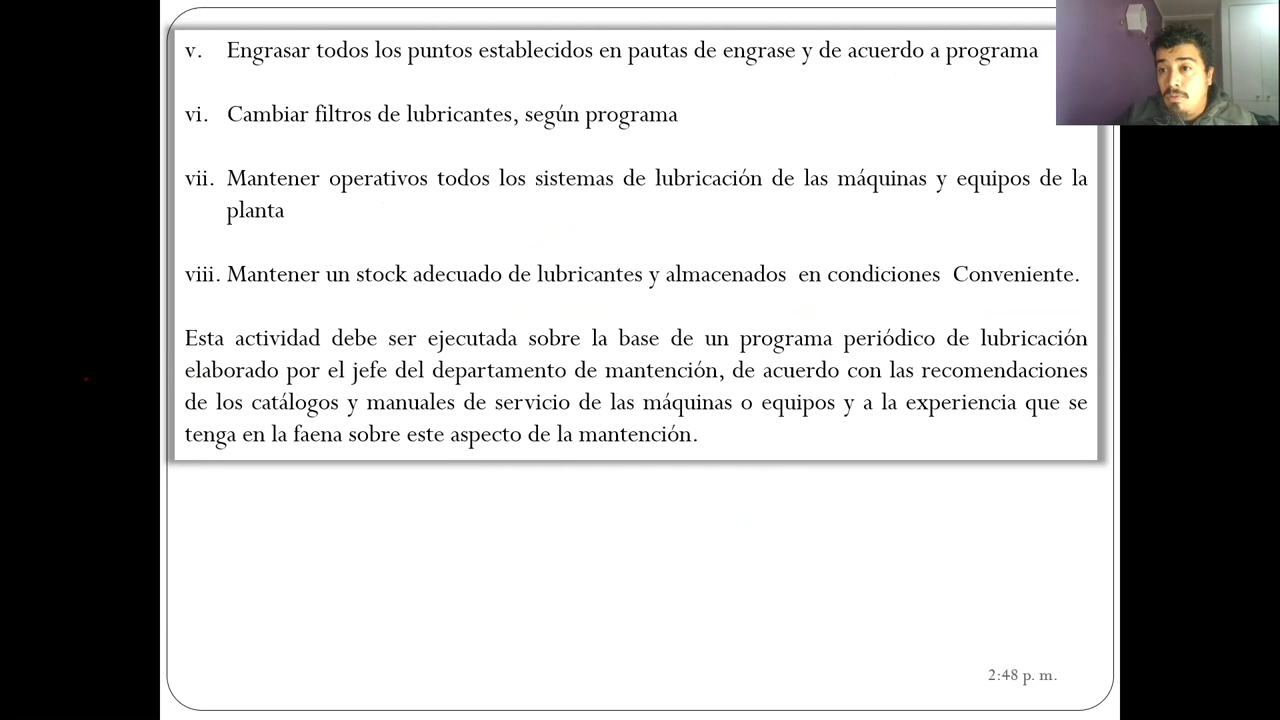 v. Engrasar todos los puntos establecidos en pautas de engrase y de acuerdo a programa
vi. Cambiar filtros de lubricantes, según programa
vii. Mantener operativos todos los sistemas de lubricación de las máquinas y equipos de la
planta
viii. Mantener un stock adecuado de lubricantes y almacenados en condiciones Conveniente.
Esta actividad debe ser ejecutada sobre la base de un programa periódico de lubricación
elaborado por el jefe del departamento de mantención, de acuerdo con las recomendaciones
de los catálogos y manuales de servicio de las máquinas o equipos y a la experiencia que se
tenga en la faena sobre este aspecto de la mantención.
2:48 p. m.